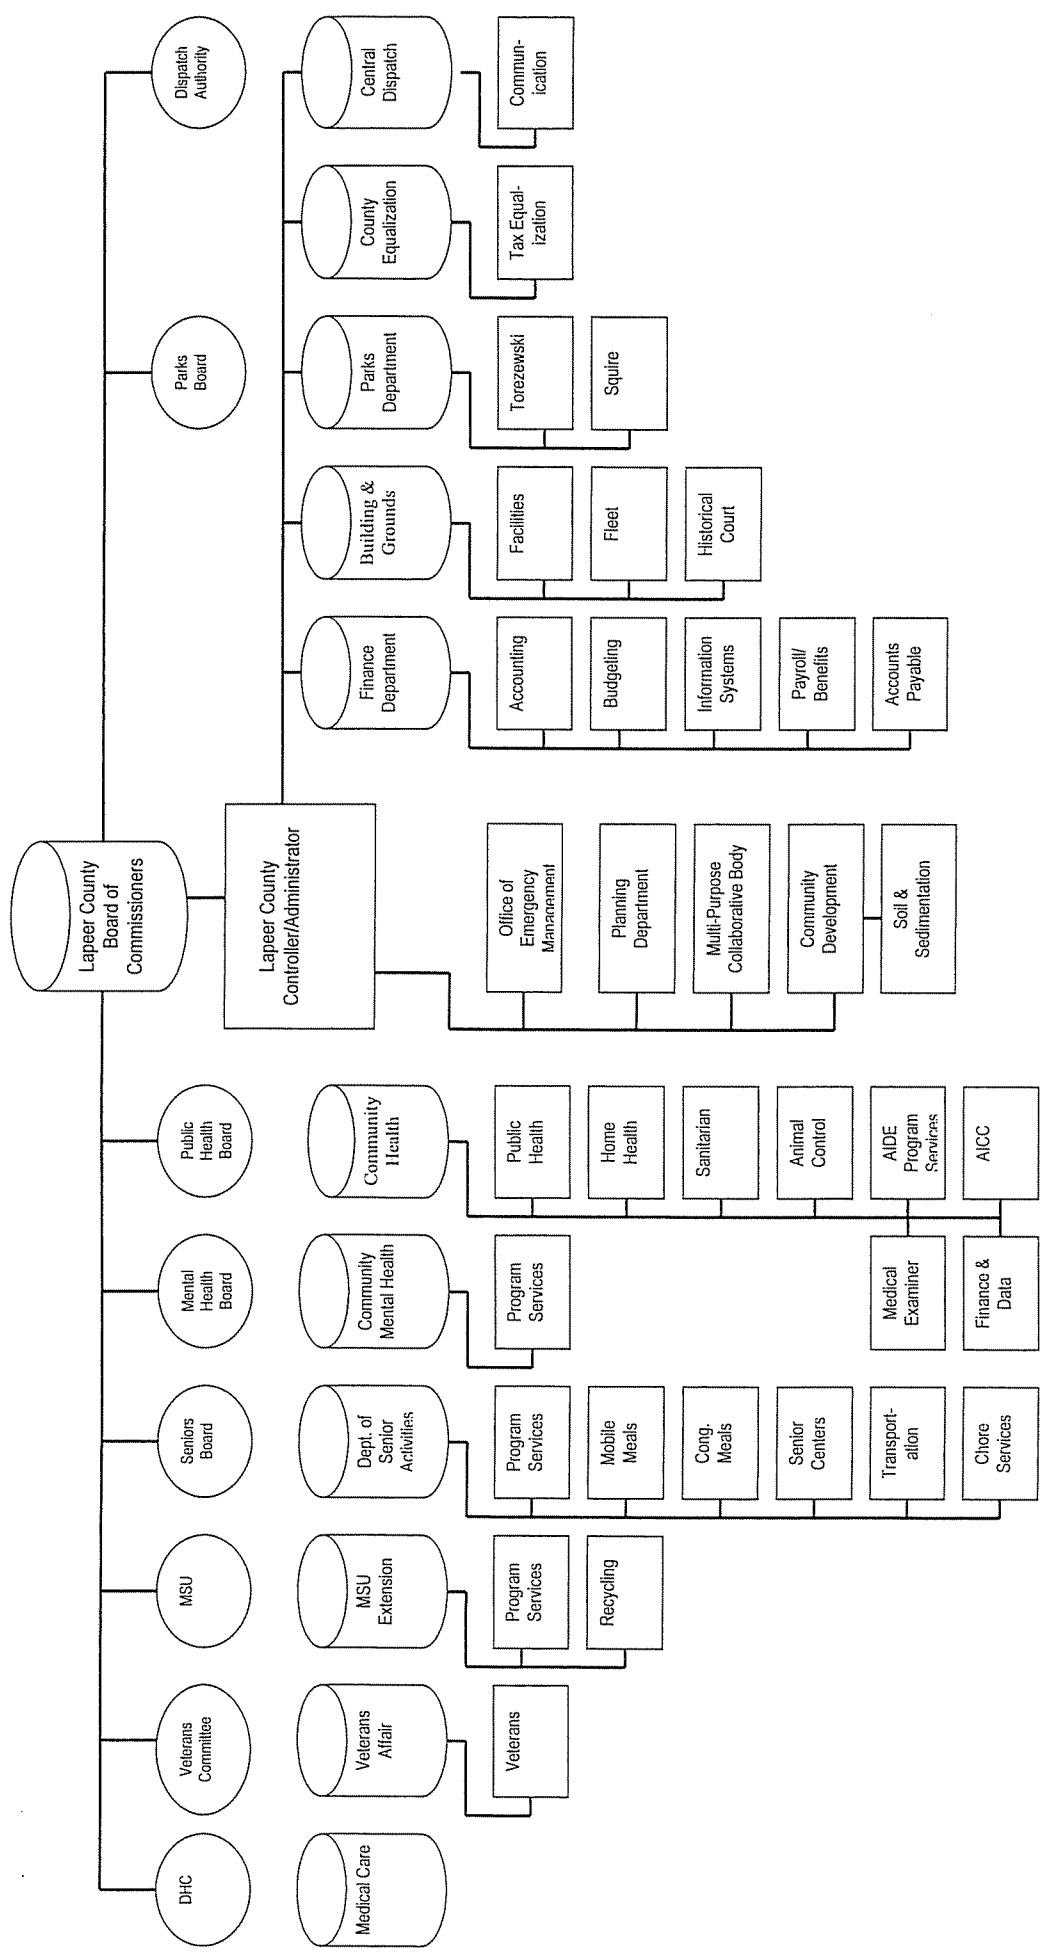 Lapeer County
Board of
Commissioners
DHC
Veterans
Committee
MSU
Seniors
Board
Mental
Health
Board
Public
Health
Board
Parks
Board
Dispatch
Authority
Lapeer County
Controller/Administrator
Medical Care
Veterans
Affair
MSU
Extension
Dept. of
Senior
Activities
Community
Mental Health
Community
Health
Finance
Department
Building &
Grounds
Parks
Department
County
Equalization
Central
Dispatch
Veterans
Program
Services
Recycling
Program
Services
Mobile
Meals
Cong.
Meals
Senior
Centers
Transport-
ation
Chore
Services
Program
Services
Public
Health
Home
Health
Sanitarian
Animal
Control
AIDE
Program
Services
AICC
Medical
Examiner
Finance &
Data
Office of
Emergency
Management
Planning
Department
Multi-Purpose
Collaborative Body
Community
Development
Soil &
Sedimentation
Accounting
Budgeting
Information
Systems
Payroll/
Benefits
Accounts
Payable
Facilities
Fleet
Historical
Court
Torezewski
Squire
Tax Equal-
ization
Commun-
ication